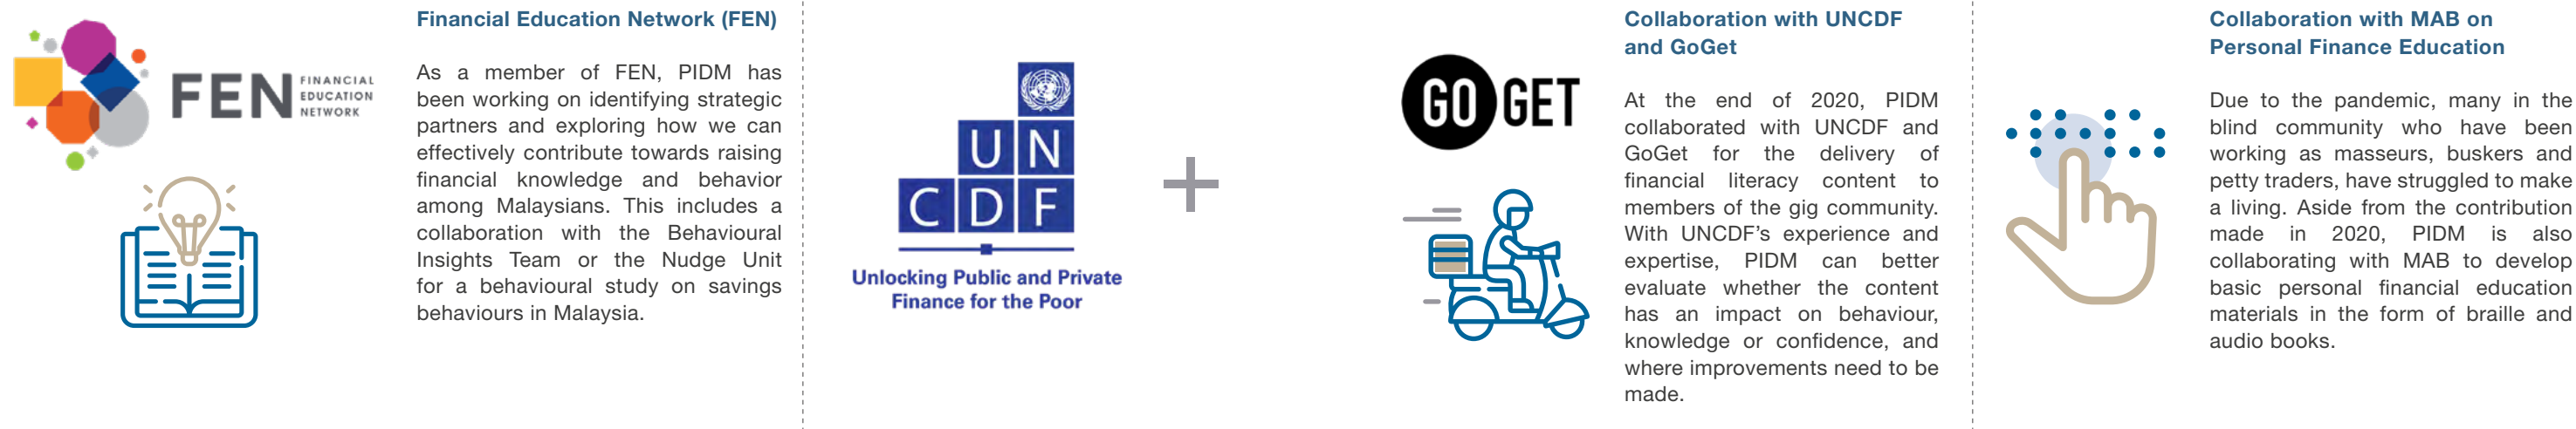 FEN
FINANCIAL
EDUCATION
NETWORK
Financial Education Network (FEN)
As a member of FEN, PIDM has
been working on identifying strategic
partners and exploring how we can
effectively contribute towards raising
financial knowledge and behavior
among Malaysians. This includes a
collaboration with the Behavioural
Insights Team or the Nudge Unit
for a behavioural study on savings
behaviours in Malaysia.
UN
CDF
Unlocking Public and Private
Finance for the Poor
+
GOGET
Collaboration with UNCDF
and GoGet
At the end of 2020, PIDM
collaborated with UNCDF and
GoGet for the delivery of
financial literacy content to
members of the gig community.
With UNCDF’s experience and
expertise, PIDM can better
evaluate whether the content
has an impact on behaviour,
knowledge or confidence, and
where improvements need to be
made.
Collaboration with MAB on
Personal Finance Education
Due to the pandemic, many in the
blind community who have been
working as masseurs, buskers and
petty traders, have struggled to make
a living. Aside from the contribution
made in 2020, PIDM is also
collaborating with MAB to develop
basic personal financial education
materials in the form of braille and
audio books.